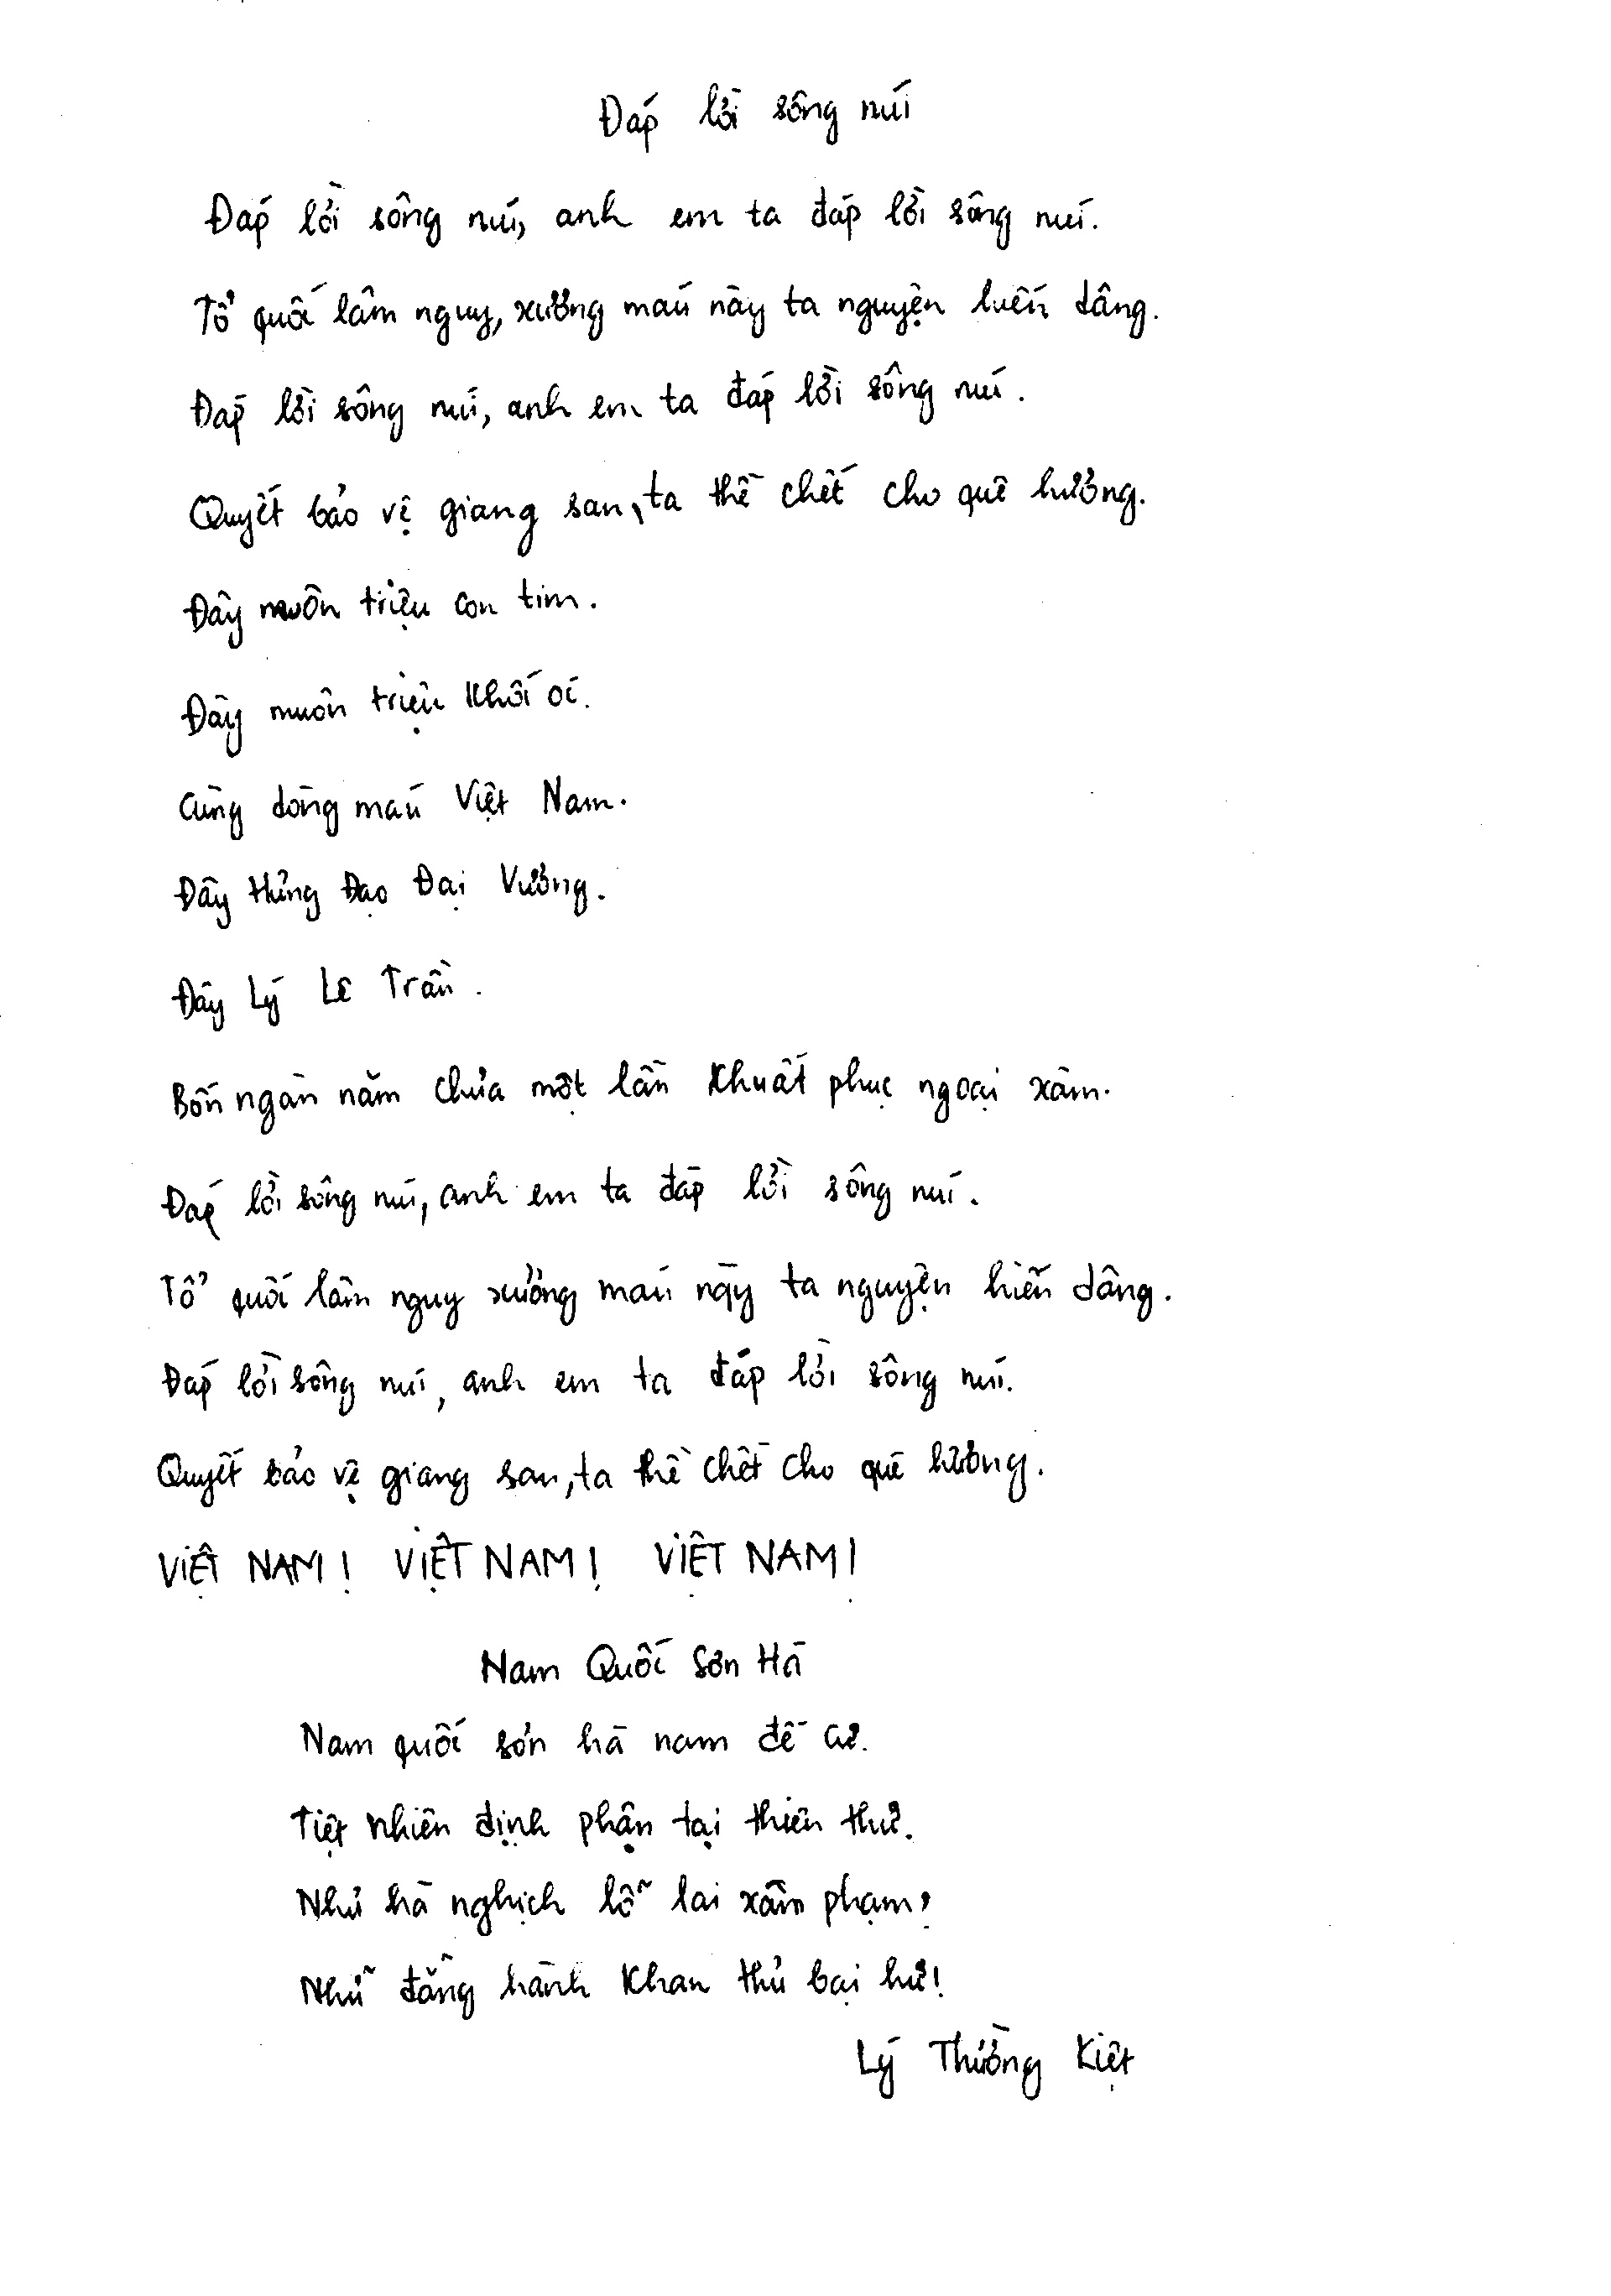 Đáp lời sông núi
Đáp lời sông núi, anh em ta đáp lời sông núi.
Tổ quốc lâm nguy, xương máu này ta nguyện hiến dâng.
Đáp lời sông núi, anh em ta đáp lời sông núi.
Quyết bảo vệ giang san, ta thề chết cho quê hương.
Đây muôn triệu con tim.
Đây muôn triệu khối óc.
Cùng dòng máu Việt Nam.
Đây Hưng Đạo Đại Vương.
Đây Lý Lê Trần.
Bốn ngàn năm chưa một lần khuất phục ngoại xâm.
Đáp lời sông núi, anh em ta đáp lời sông núi.
Tổ quốc lâm nguy xương máu này ta nguyện hiến dâng.
Đáp lời sông núi, anh em ta đáp lời sông núi.
Quyết bảo vệ giang san, ta thề chết cho quê hương.
VIỆT NAM! VIỆT NAM! VIỆT NAM!
Nam Quốc Sơn Hà
Nam quốc sơn hà nam đế cư.
Tiệt nhiên định phận tại thiên thư.
Như hà nghịch lỗ lai xâm phạm,
Nhữ đẳng hành khan thủ bại hư!
Lý Thường Kiệt